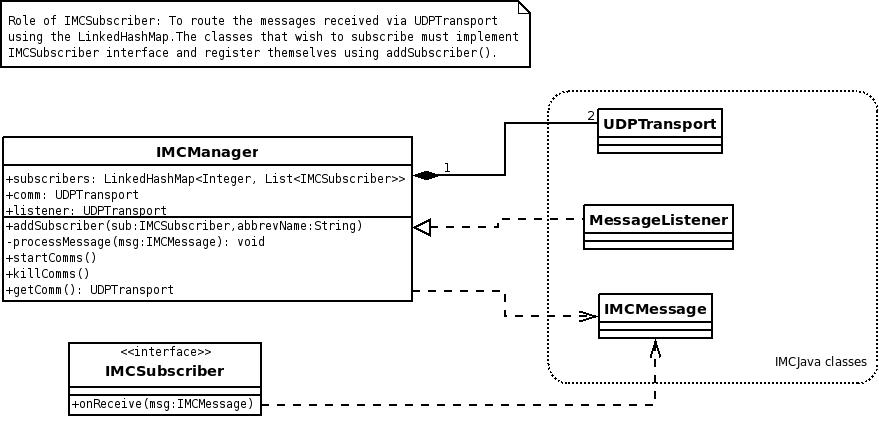 Role of IMCSubscriber: To route the messages received via UDPTransport
using the LinkedHashMap.The classes that wish to subscribe must implement
IMCSubscriber interface and register themselves using addSubscriber().
2
UDPTransport
IMCManager
1
+subscribers: LinkedHashMap<Integer, List<IMCSubscriber>>
+comm: UDPTransport
+listener: UDPTransport
+addSubscriber(sub:IMCSubscriber,abbrevName:String)
-processMessage(msg:IMCMessage): void
+startComms()
+killComms()
+getComm(): UDPTransport
MessageListener
IMCMessage
IMCJava classes
<<interface>>
IMCSubscriber
+onReceive(msg:IMCMessage)